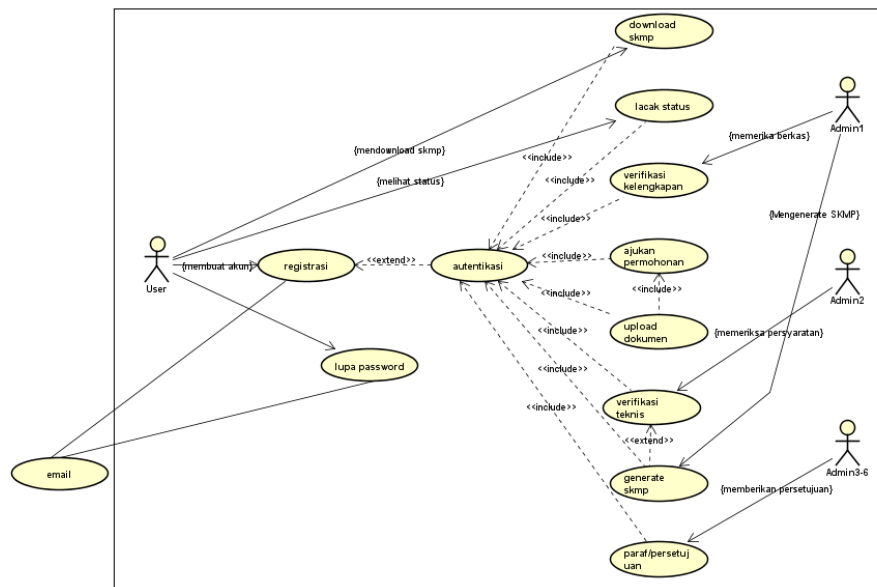 download
skmp
lacak status
Admin1
{memerika berkas}
{mendownload skmp}
<<include>>
<<include>>
verifikasi
kelengkapan
{melihat status}
<<include>>
{Mengenerate SKMP}
User
{membuat akun}
registrasi
<<extend>>
autentikasi
<<include>>
ajukan
permohonan
Admin2
<<include>>
<<include>>
upload
dokumen
<<include>>
{memeriksa persyaratan}
lupa password
<<include>>
<<include>>
verifikasi
teknis
<<extend>>
Admin3-6
email
generate
skmp
{memberikan persetujuan}
paraf/persetuj
uan